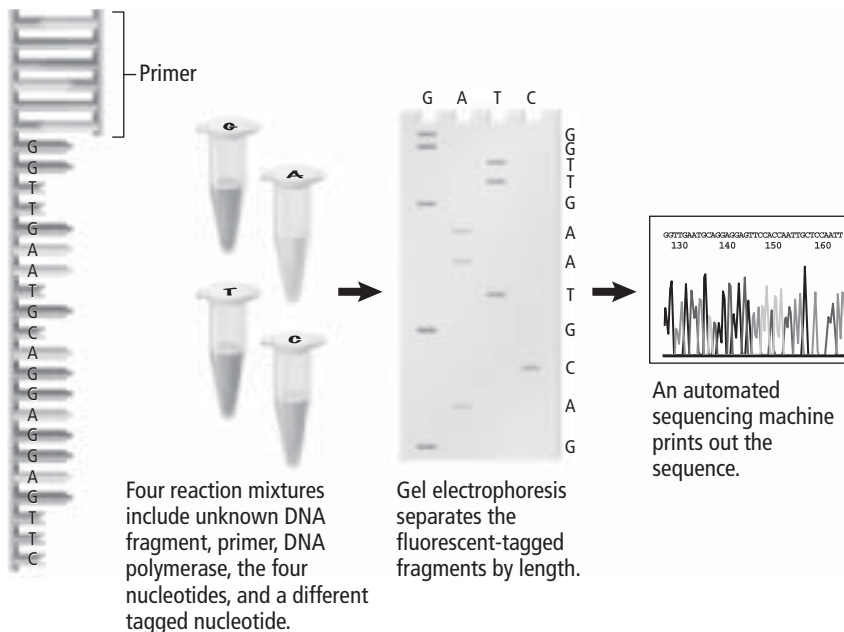 Primer
G
G
T
T
G
A
A
T
G
C
A
G
G
A
G
G
A
G
T
T
C
G
A
T
C
G A T C
G
G
T
T
G
A
A
T
G
C
A
G
GGTTGAATGCAGGAGGAGTTCCACCAATTGCTCCAATT
130 140 150 160
Four reaction mixtures
include unknown DNA
fragment, primer, DNA
polymerase, the four
nucleotides, and a different
tagged nucleotide.
Gel electrophoresis
separates the
fluorescent-tagged
fragments by length.
An automated
sequencing machine
prints out the
sequence.